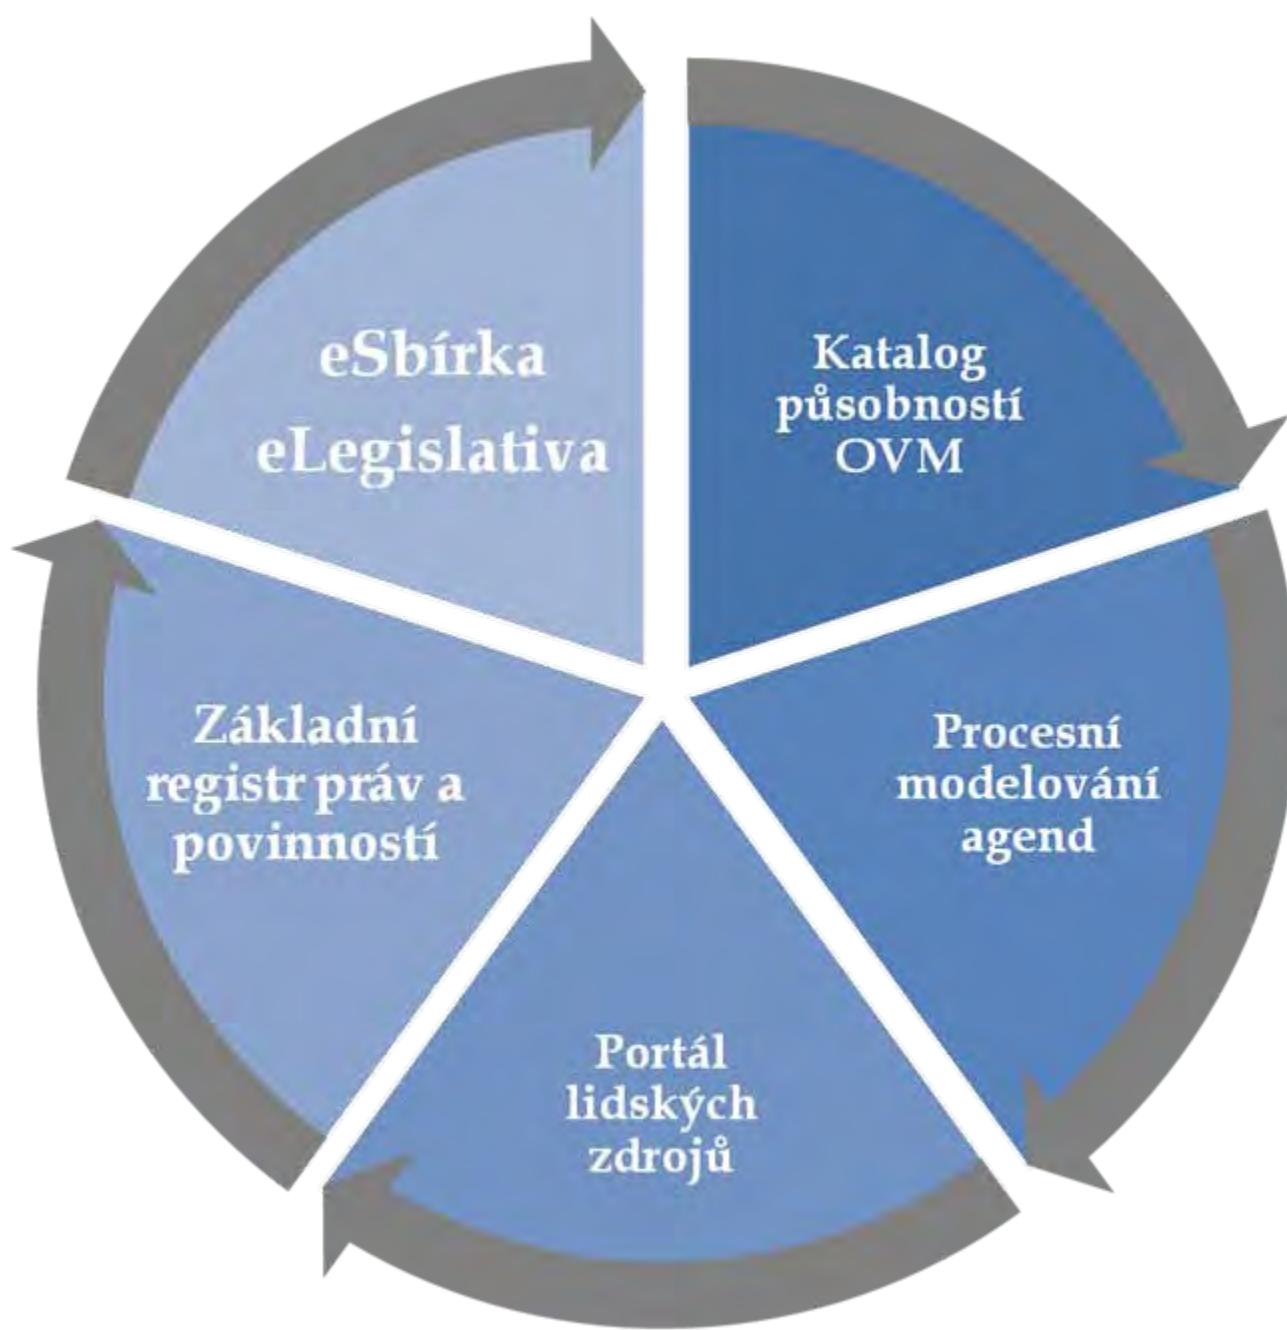 eSbírka
eLegislativa
Katalog
působností
OVM
Procesní
modelování
agend
Portál
lidských
zdrojů
Základní
registr práv a
povinností